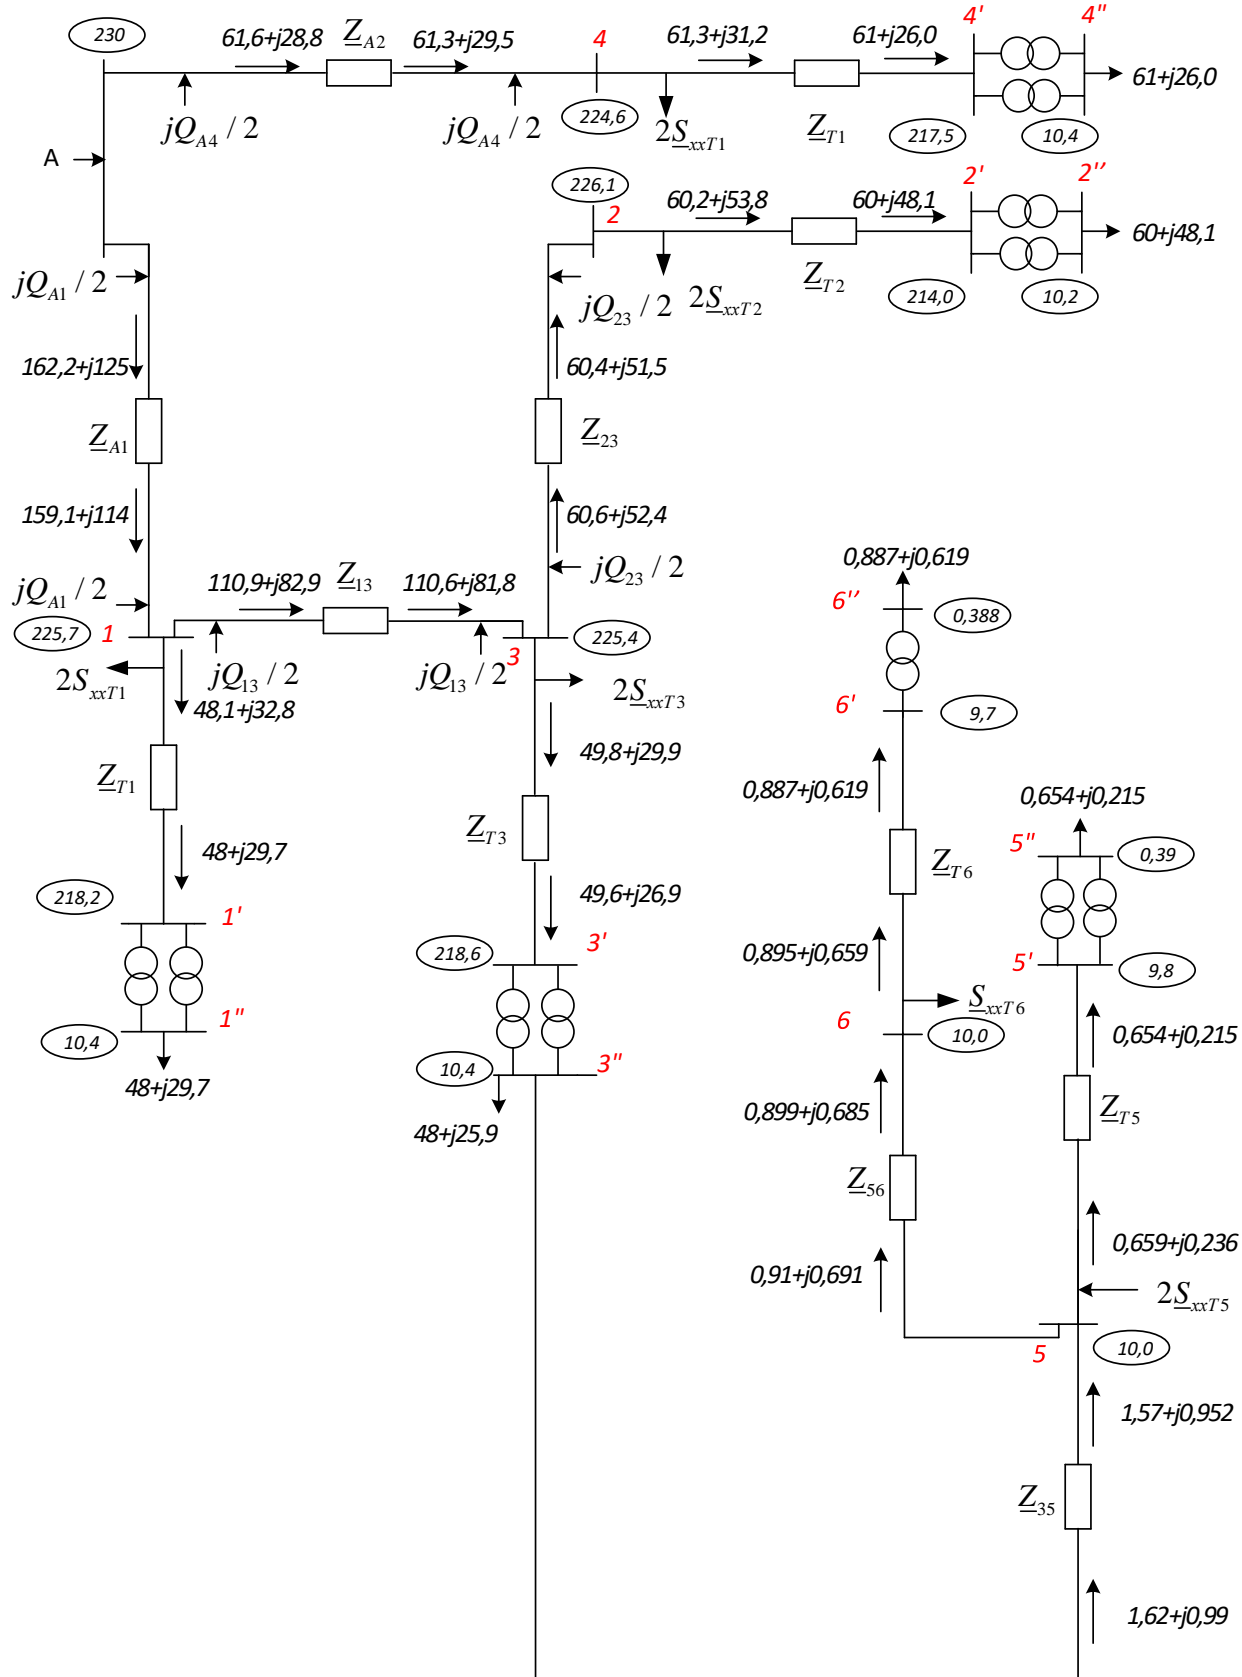 230
61,6+j28,8
Z_A2
61,3+j29,5
4
61,3+j31,2
61+j26,0
4'
4"
61+j26,0
jQ_A4 / 2
jQ_A4 / 2
224,6
2S_xxT1
Z_T1
217,5
10,4
A
226,1
2
60,2+j53,8
60+j48,1
2'
2''
60+j48,1
jQ_A1 / 2
jQ_23 / 2
2S_xxT2
Z_T2
214,0
10,2
162,2+j125
60,4+j51,5
Z_A1
Z_23
159,1+j114
60,6+j52,4
jQ_A1 / 2
110,9+j82,9
Z_13
110,6+j81,8
jQ_23 / 2
0,887+j0,619
225,7
1
3
225,4
6''
0,388
2S_xxT1
jQ_13 / 2
jQ_13 / 2
2S_xxT3
48,1+j32,8
6'
9,7
49,8+j29,9
Z_T1
0,887+j0,619
0,654+j0,215
Z_T3
48+j29,7
Z_T6
5"
0,39
218,2
1'
49,6+j26,9
3'
0,895+j0,659
5'
218,6
9,8
1"
S_xxT6
6
10,0
10,4
0,654+j0,215
3"
10,4
48+j29,7
48+j25,9
0,899+j0,685
Z_T5
Z_56
0,91+j0,691
0,659+j0,236
2S_xxT5
5
10,0
1,57+j0,952
Z_35
1,62+j0,99